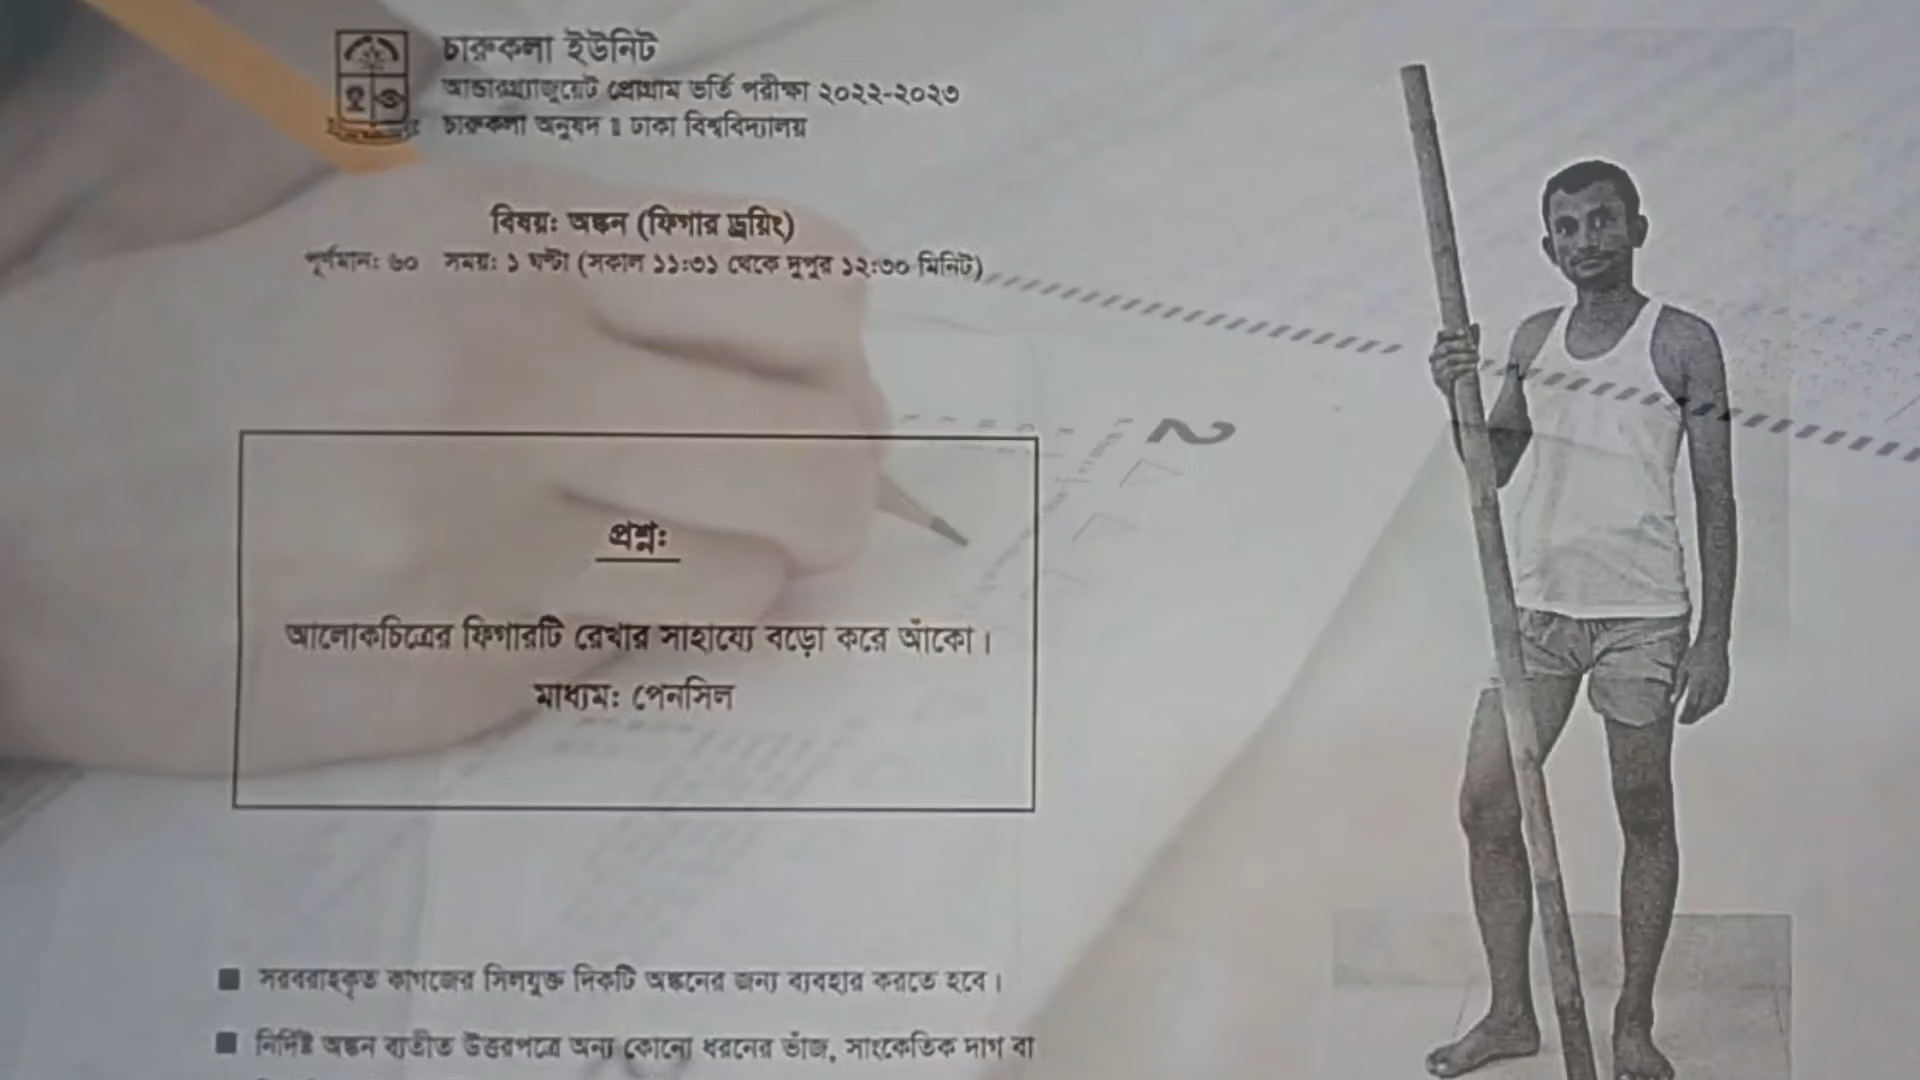 চারুকলা ইউনিট
আন্ডারগ্র্যাজুয়েট প্রোগ্রাম ভর্তি পরীক্ষা ২০২২-২০২৩
চারুকলা অনুষদ ॥ ঢাকা বিশ্ববিদ্যালয়
বিষয়: অঙ্কন (ফিগার ড্রয়িং)
পূর্ণমান: ৬০ সময়: ১ ঘণ্টা (সকাল ১১:৩১ থেকে দুপুর ১২:৩০ মিনিট)
2
প্রশ্ন:
আলোকচিত্রের ফিগারটি রেখার সাহায্যে বড়ো করে আঁকো।
মাধ্যম: পেনসিল
■ সরবরাহকৃত কাগজের সিলযুক্ত দিকটি অঙ্কনের জন্য ব্যবহার করতে হবে।
■ নির্দিষ্ট অঙ্কন ব্যতীত উত্তরপত্রে অন্য কোনো ধরনের ভাঁজ, সাংকেতিক দাগ বা